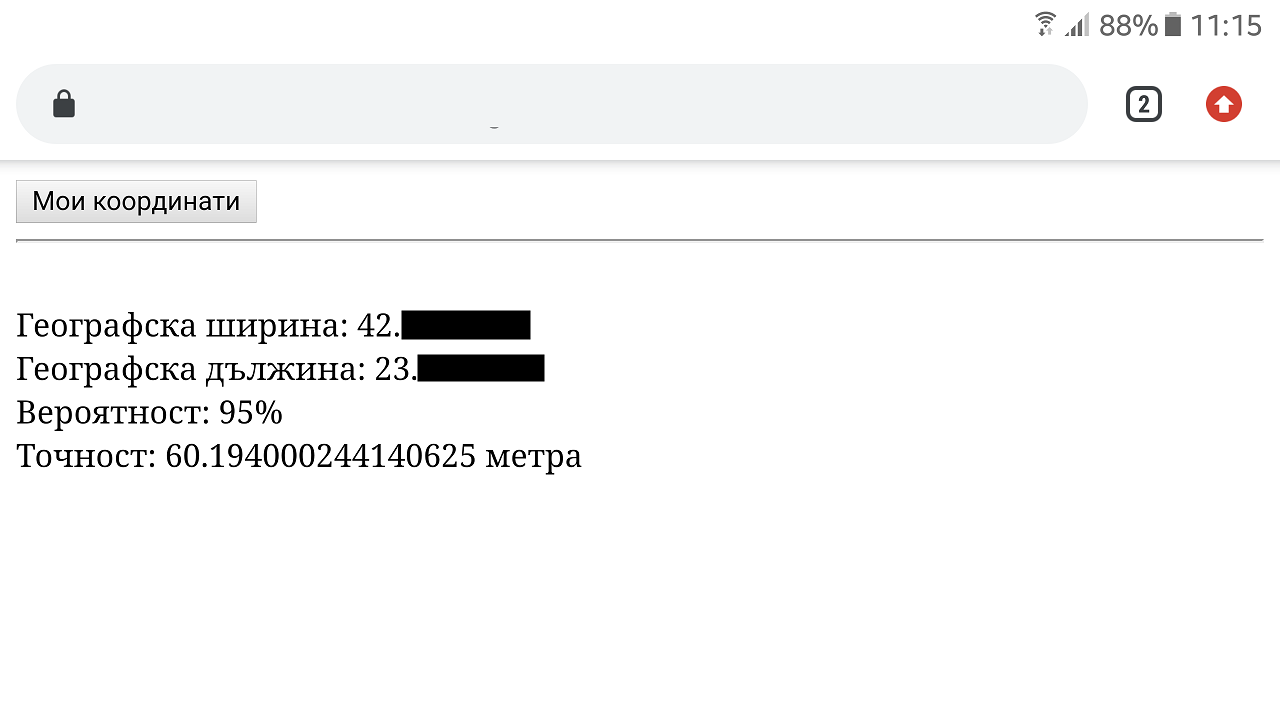 88% 11:15
2
Мои координати
Географска ширина: 42.
Географска дължина: 23.
Вероятност: 95%
Точност: 60.194000244140625 метра